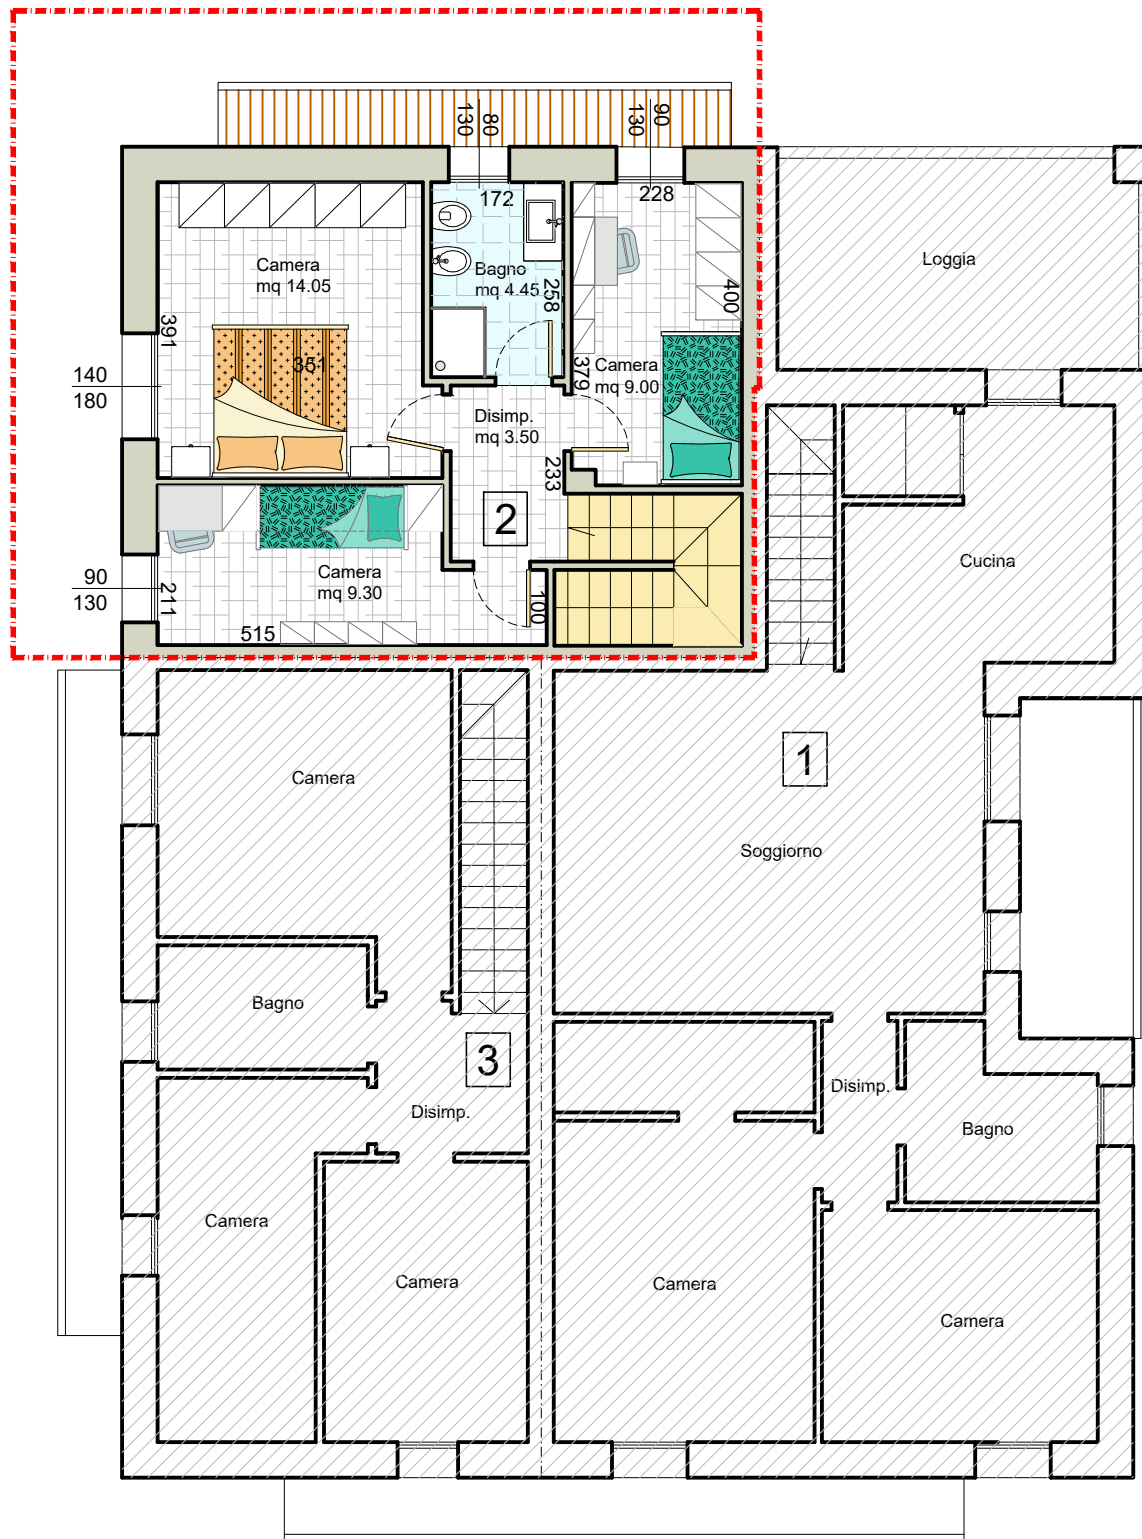 130
80
130
90
172
228
Camera
mq 14.05
Bagno
mq 4.45
258
400
391
351
379
Camera
mq 9.00
140
180
Disimp.
mq 3.50
233
2
Camera
mq 9.30
90
130
211
100
515
Loggia
Cucina
1
Soggiorno
Camera
Bagno
3
Disimp.
Disimp.
Bagno
Camera
Camera
Camera
Camera